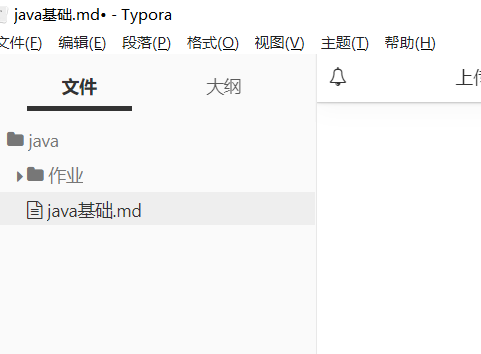 java基础.md• - Typora
文件(F) 编辑(E) 段落(P) 格式(O) 视图(V) 主题(T) 帮助(H)
文件 大纲
上传
java
作业
java基础.md